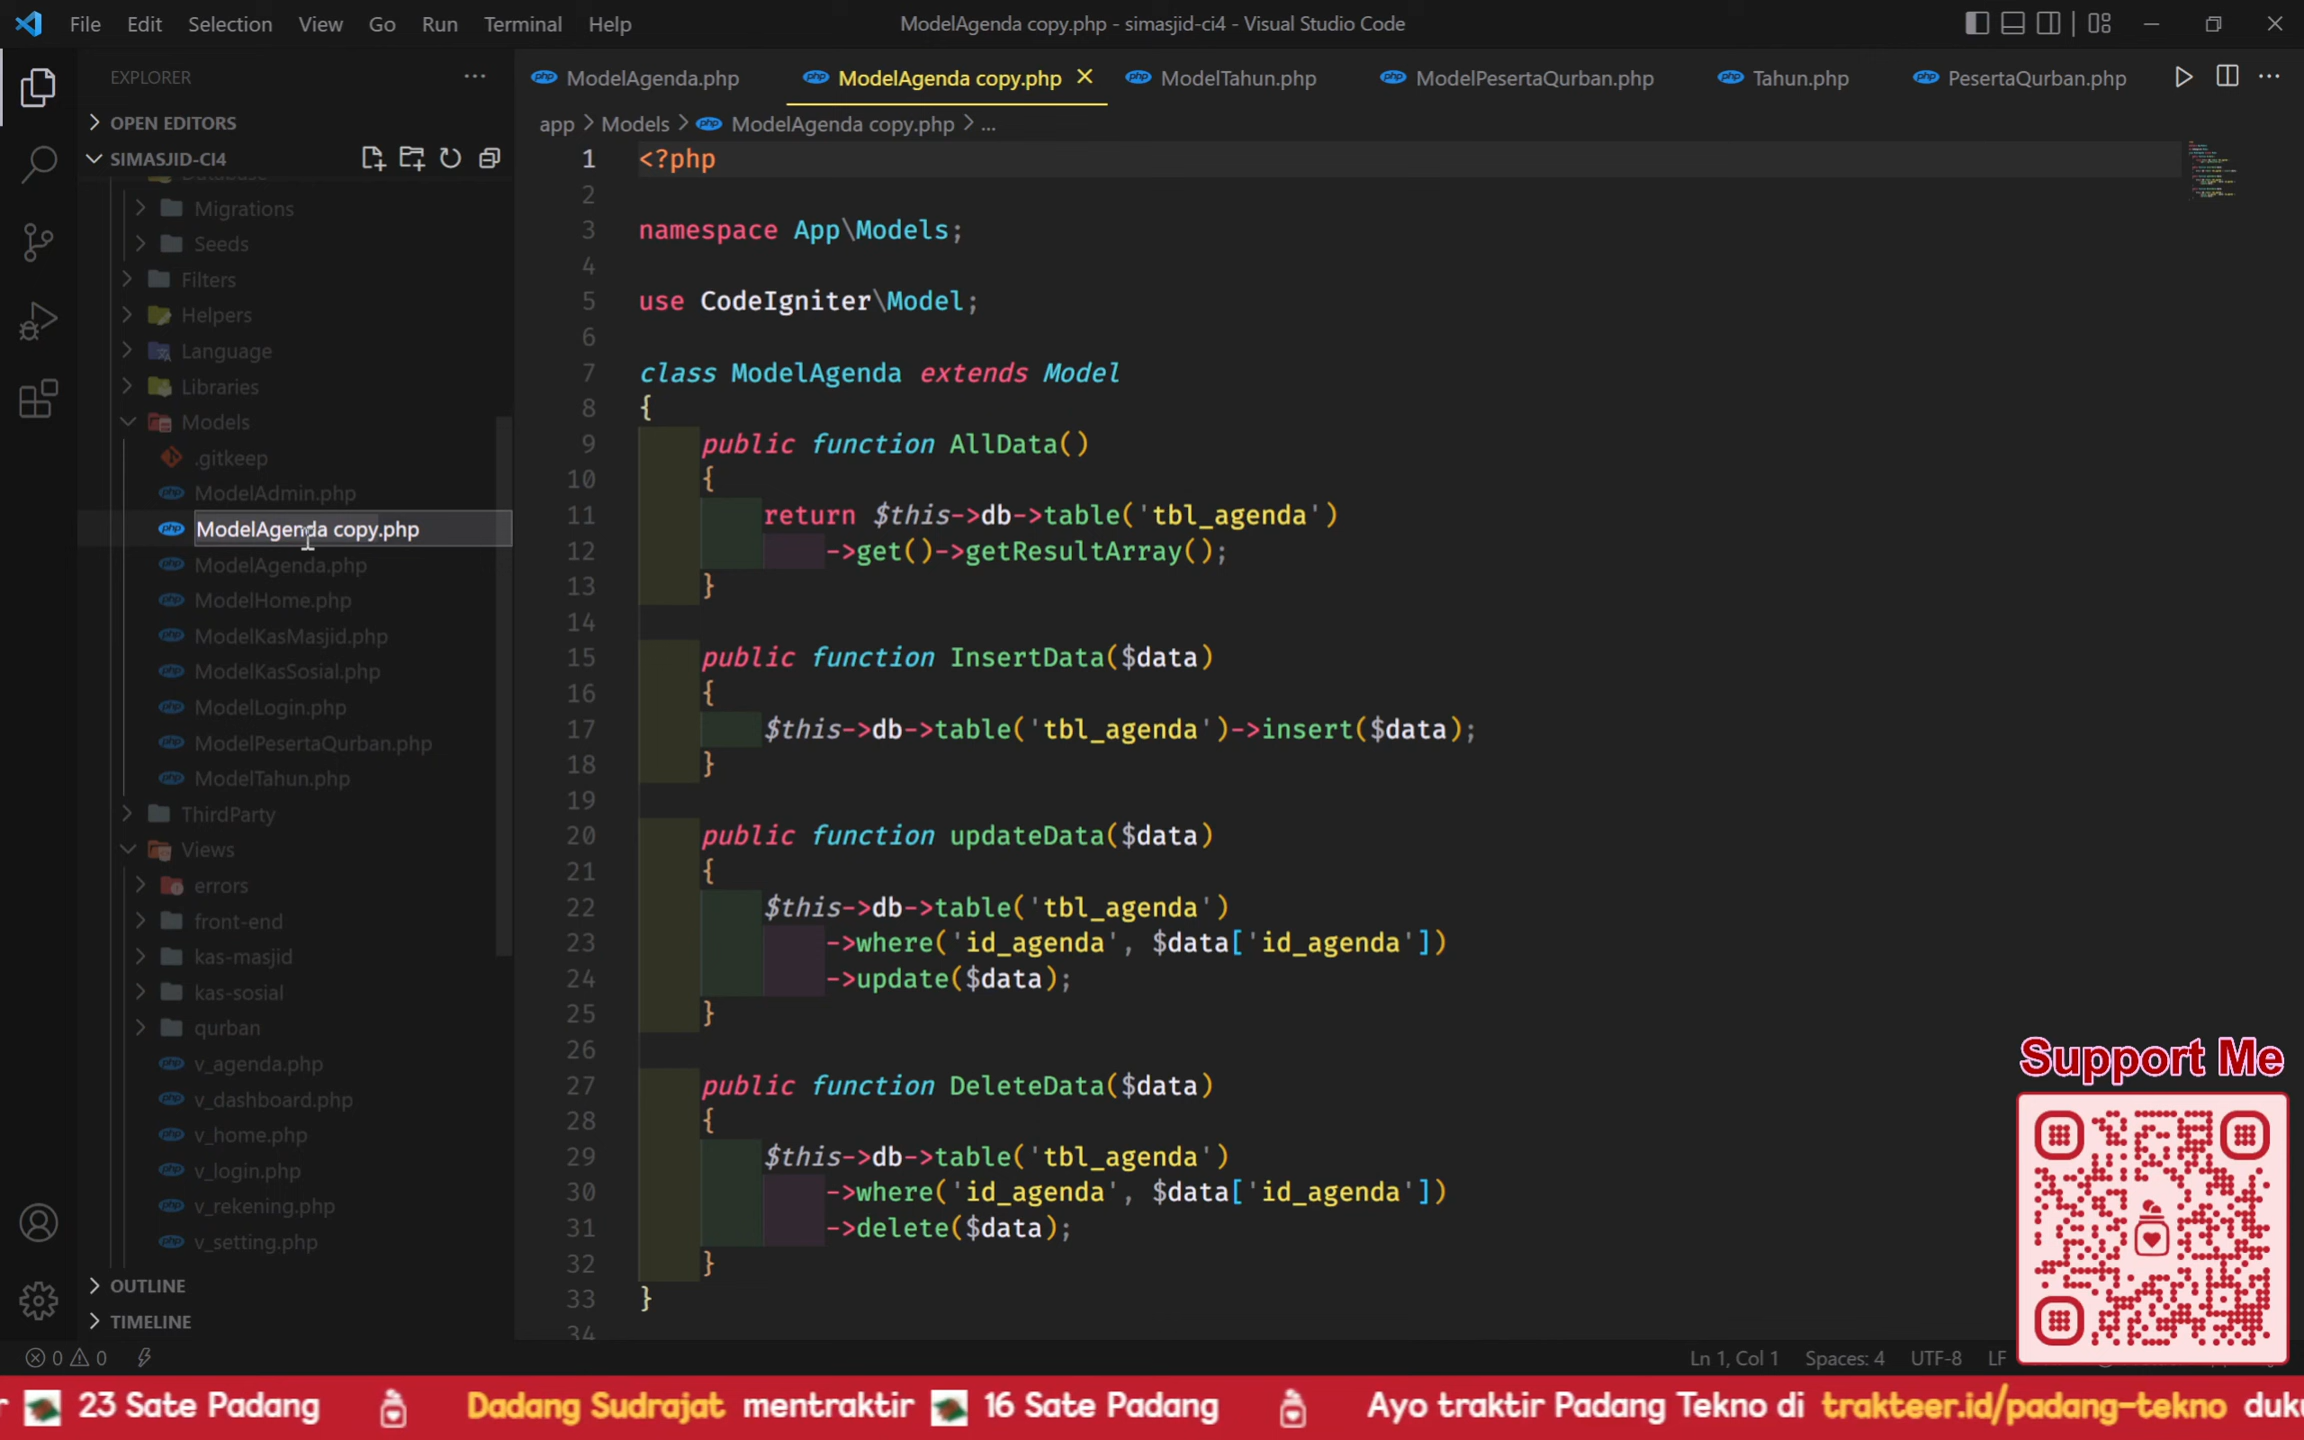 File Edit Selection View Go Run Terminal Help
ModelAgenda copy.php - simasjid-ci4 - Visual Studio Code
EXPLORER
OPEN EDITORS
SIMASJID-CI4
Database
Migrations
Seeds
Filters
Helpers
Language
Libraries
Models
.gitkeep
ModelAdmin.php
ModelAgenda copy.php
ModelAgenda.php
ModelHome.php
ModelKasMasjid.php
ModelKasSosial.php
ModelLogin.php
ModelPesertaQurban.php
ModelTahun.php
ThirdParty
Views
errors
front-end
kas-masjid
kas-sosial
qurban
v_agenda.php
v_dashboard.php
v_home.php
v_login.php
v_rekening.php
v_setting.php
OUTLINE
TIMELINE
ModelAgenda.php ModelAgenda copy.php ModelTahun.php ModelPesertaQurban.php Tahun.php PesertaQurban.php
app > Models > ModelAgenda copy.php > ...
1 <?php
2
3 namespace App\Models;
4
5 use CodeIgniter\Model;
6
7 class ModelAgenda extends Model
8 {
9 public function AllData()
10 {
11 return $this->db->table('tbl_agenda')
12 ->get()->getResultArray();
13 }
14
15 public function InsertData($data)
16 {
17 $this->db->table('tbl_agenda')->insert($data);
18 }
19
20 public function updateData($data)
21 {
22 $this->db->table('tbl_agenda')
23 ->where('id_agenda', $data['id_agenda'])
24 ->update($data);
25 }
26
27 public function DeleteData($data)
28 {
29 $this->db->table('tbl_agenda')
30 ->where('id_agenda', $data['id_agenda'])
31 ->delete($data);
32 }
33 }
34
Support Me
0 0
Ln 1, Col 1 Spaces: 4 UTF-8 LF
r 23 Sate Padang Dadang Sudrajat mentraktir 16 Sate Padang Ayo traktir Padang Tekno di trakteer.id/padang-tekno duku